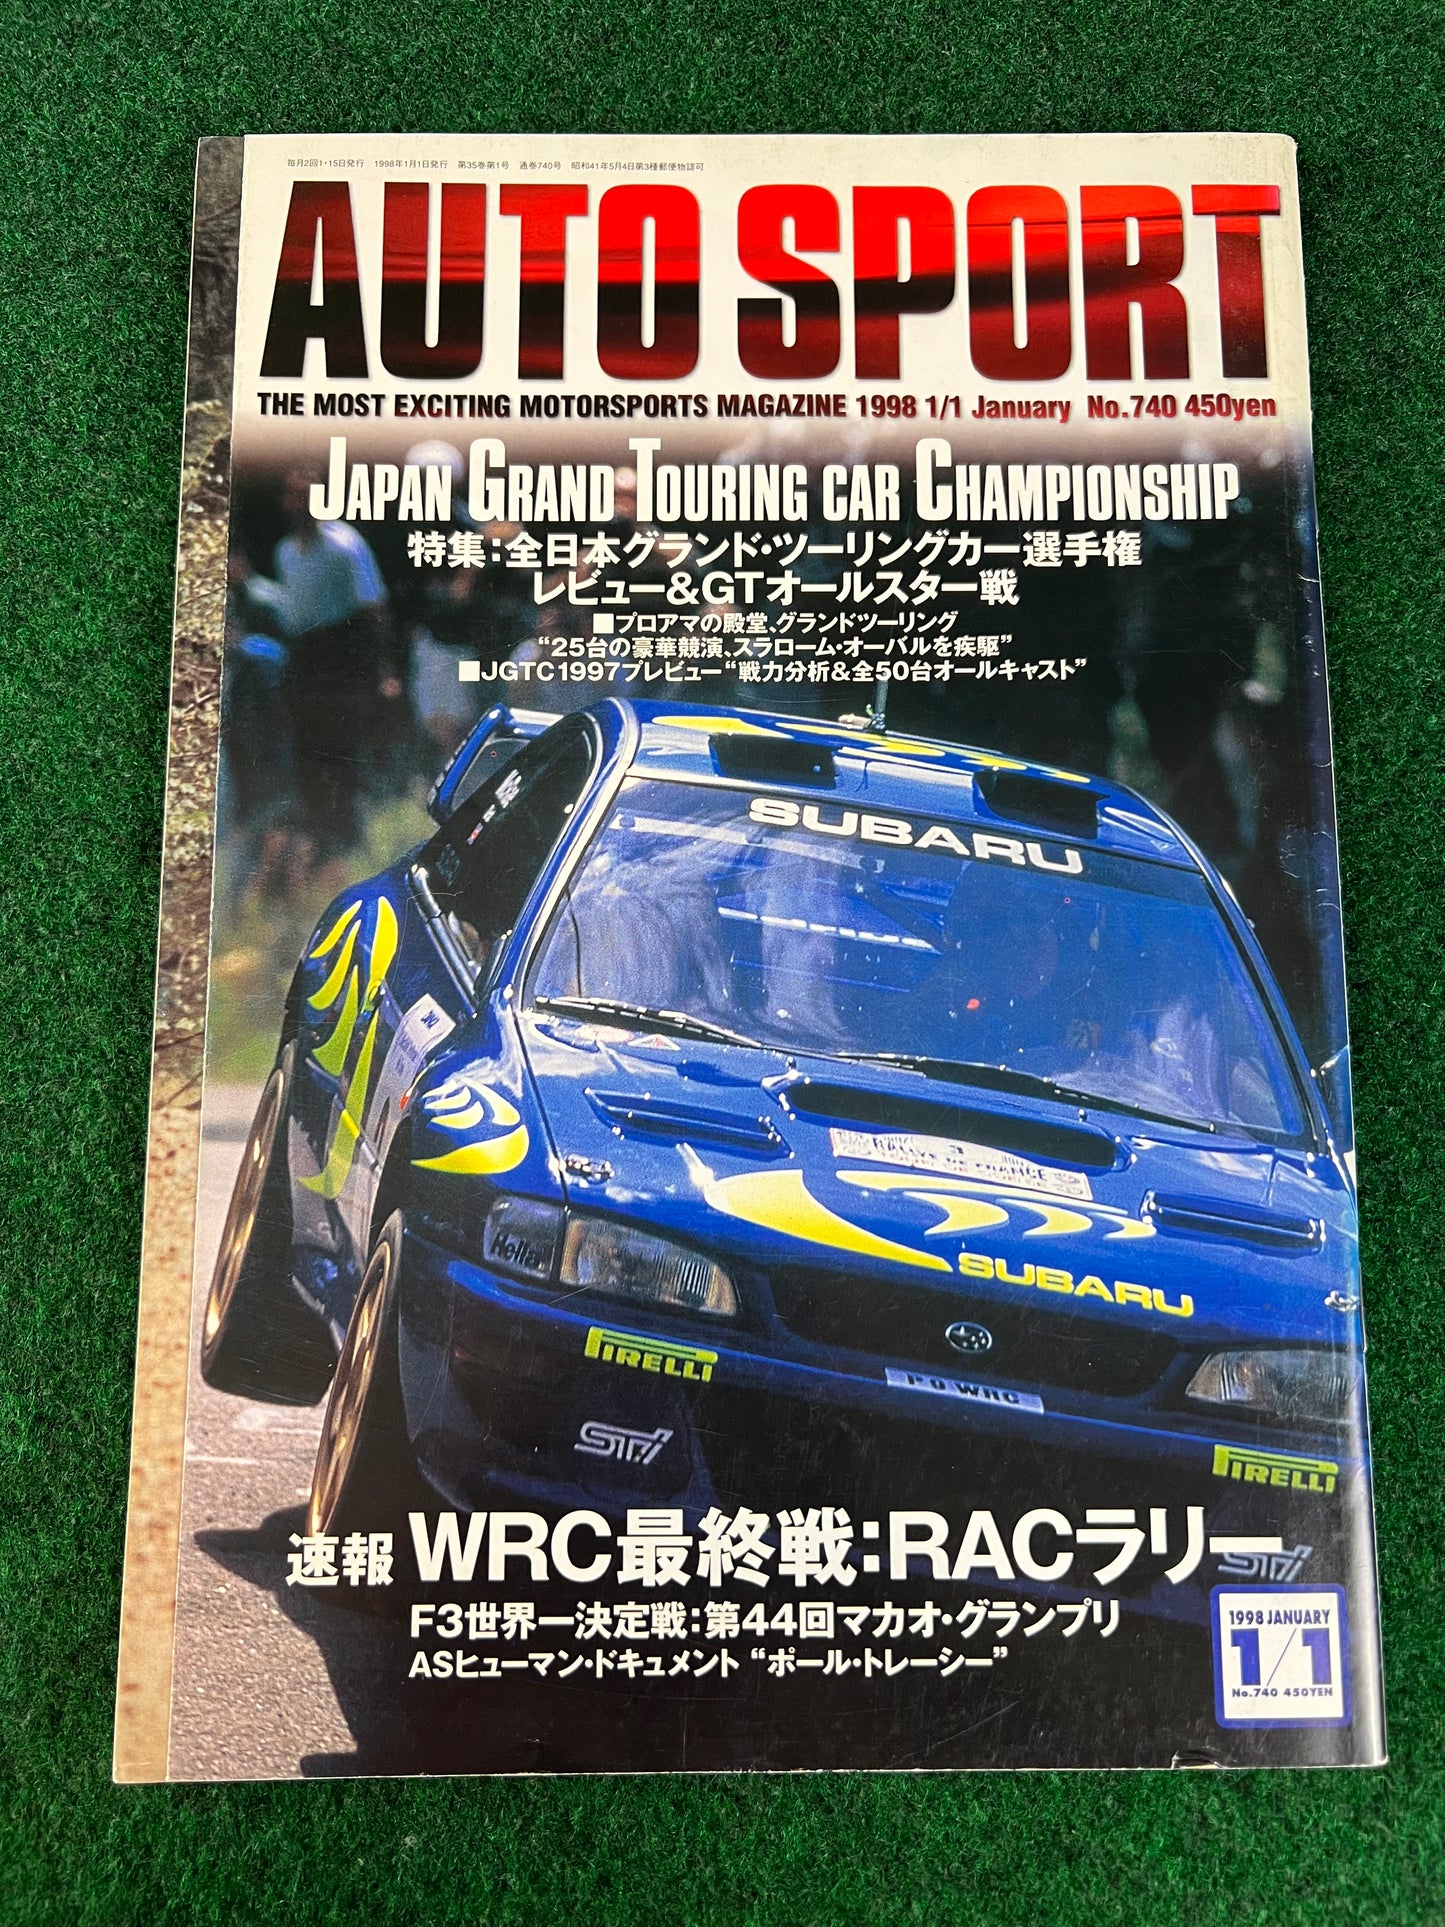 毎月2回1・15日発行 1998年1月1日発行 第35巻第1号 通巻740号 昭和41年5月4日第3種郵便物認可
AUTO SPORT
THE MOST EXCITING MOTORSPORTS MAGAZINE 1998 1/1 January No.740 450yen
JAPAN GRAND TOURING CAR CHAMPIONSHIP
特集:全日本グランド・ツーリングカー選手権
レビュー&GTオールスター戦
■プロアマの殿堂、グランドツーリング
“25台の豪華競演、スラローム・オーバルを疾駆”
■JGTC1997プレビュー“戦力分析&全50台オールキャスト”
SUBARU
SUBARU
Hella
PIRELLI
WRC
STi
PIRELLI
STi
速報 WRC最終戦:RACラリー
F3世界一決定戦:第44回マカオ・グランプリ
ASヒューマン・ドキュメント “ポール・トレーシー”
1998 JANUARY
1/1
No.740 450YEN